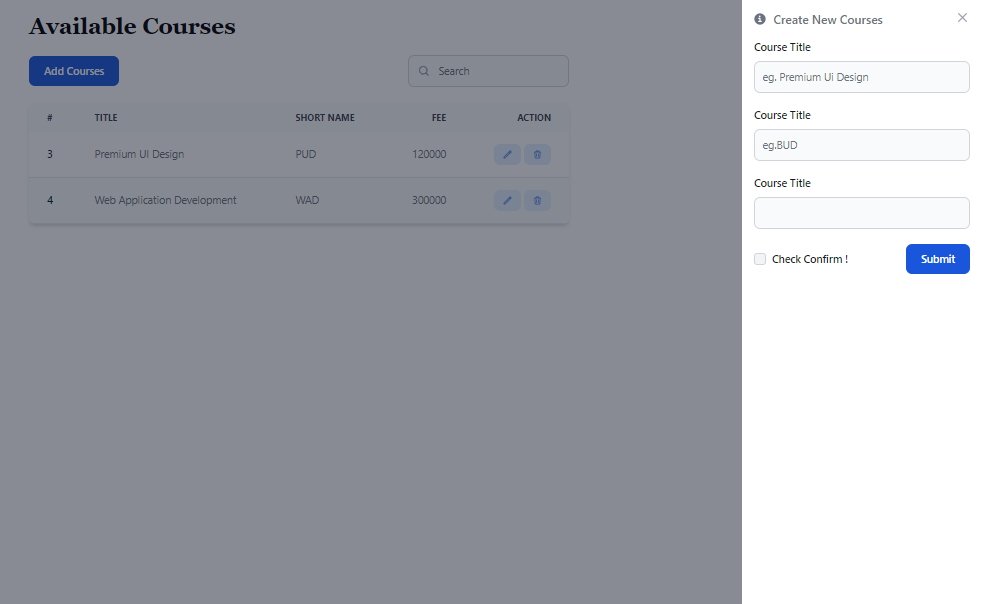 Available Courses
Add Courses
Search
# TITLE SHORT NAME FEE ACTION
3 Premium UI Design PUD 120000
4 Web Application Development WAD 300000
Create New Courses
Course Title
eg. Premium Ui Design
Course Title
eg.BUD
Course Title
Check Confirm !
Submit